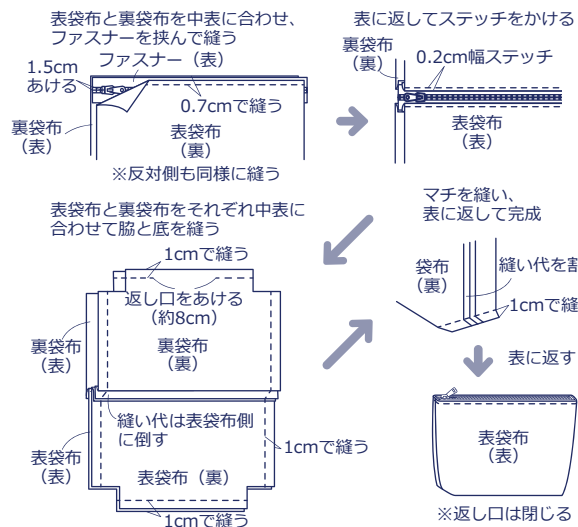 表袋布と裏袋布を中表に合わせ、
ファスナーを挟んで縫う
ファスナー（表）
1.5cm
あける
0.7cmで縫う
裏袋布
（表）
表袋布
（裏）
※反対側も同様に縫う
表に返してステッチをかける
裏袋布
（裏）
0.2cm幅ステッチ
表袋布
（表）
表袋布と裏袋布をそれぞれ中表に
合わせて脇と底を縫う
1cmで縫う
返し口をあける
（約8cm）
裏袋布
（表）
裏袋布
（裏）
縫い代は表袋布側
に倒す
表袋布
（表）
1cmで縫う
表袋布（裏）
1cmで縫う
マチを縫い、
表に返して完成
袋布
（裏）
縫い代を割
1cmで縫
表に返す
表袋布
（表）
※返し口は閉じる